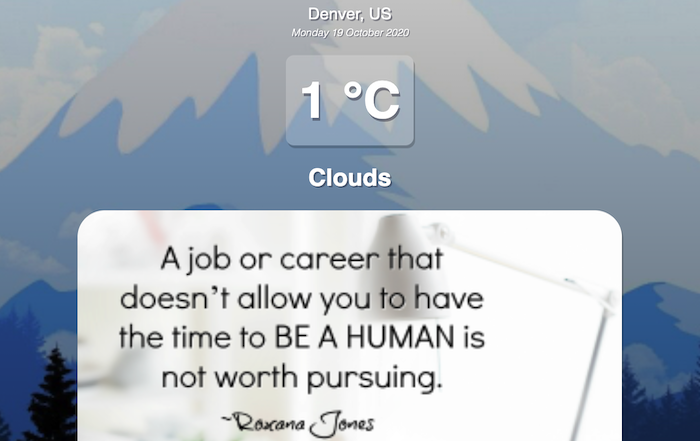 Denver, US
Monday 19 October 2020
1 °C
Clouds
A job or career that
doesn't allow you to have
the time to BE A HUMAN is
not worth pursuing.
~Roxana Jones